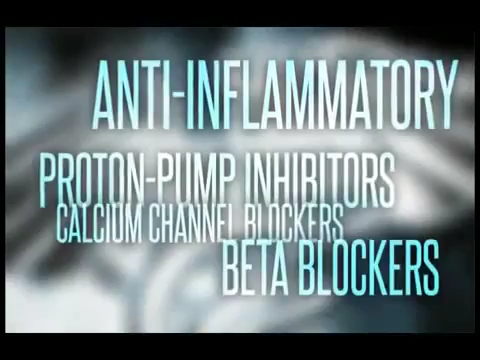 ANTI-INFLAMMATORY
PROTON-PUMP INHIBITORS
CALCIUM CHANNEL BLOCKERS
BETA BLOCKERS